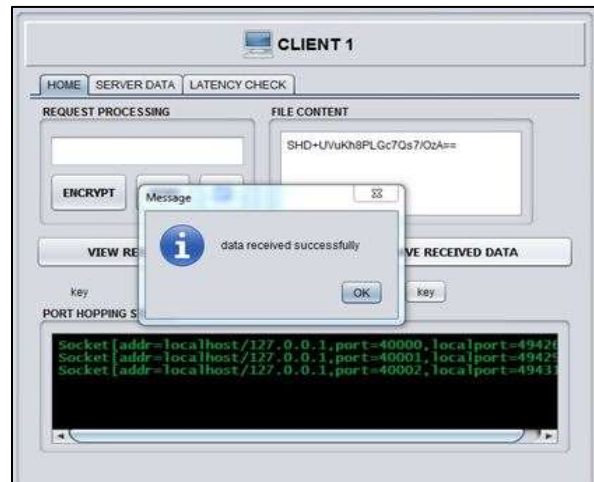 CLIENT 1
HOME SERVER DATA LATENCY CHECK
REQUEST PROCESSING FILE CONTENT
SHD+UVuKh8PLGc7Qs7/OzA==
ENCRYPT
Message
data received successfully
VIEW RE VE RECEIVED DATA
OK
key key
PORT HOPPING S
Socket[addr=localhost/127.0.0.1,port=40000,localport=49426
Socket[addr=localhost/127.0.0.1,port=40001,localport=49429
Socket[addr=localhost/127.0.0.1,port=40002,localport=49431